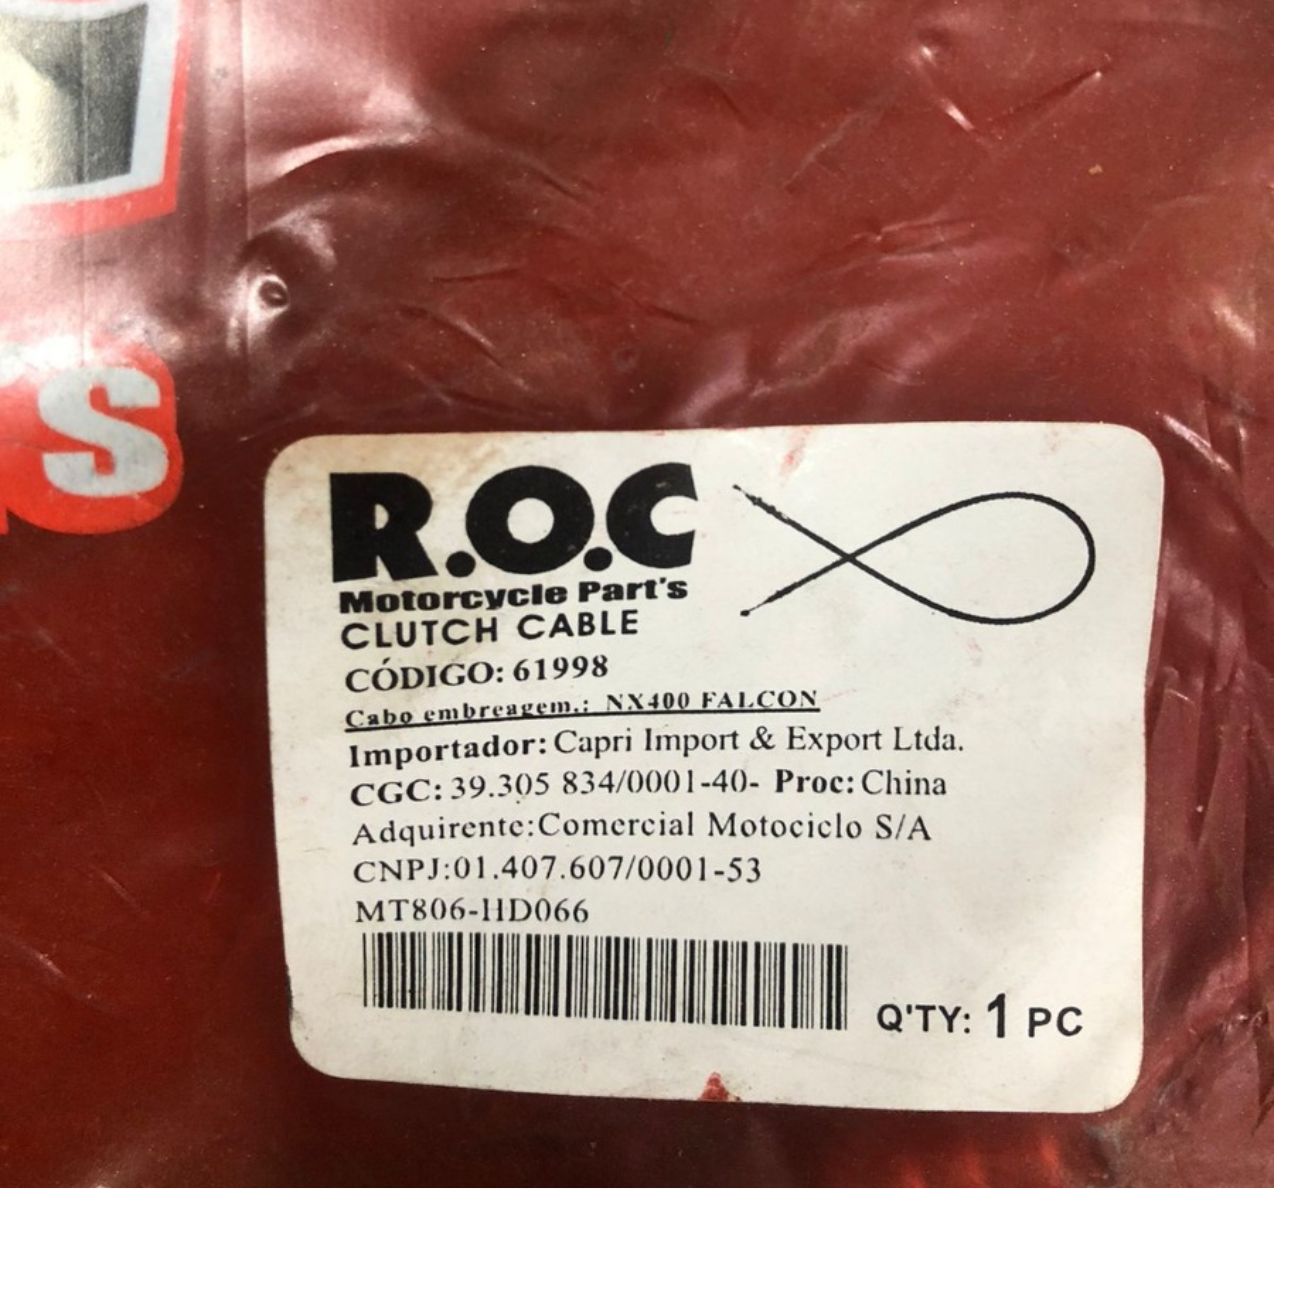 S
R.O.C
Motorcycle Part's
CLUTCH CABLE
CÓDIGO: 61998
Cabo embreagem.: NX400 FALCON
Importador: Capri Import & Export Ltda.
CGC: 39.305 834/0001-40- Proc: China
Adquirente:Comercial Motociclo S/A
CNPJ:01.407.607/0001-53
MT806-HD066
Q'TY: 1 PC